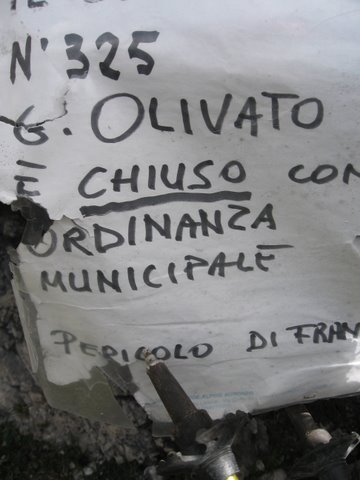 N° 325
G. OLIVATO
È CHIUSO CON
ORDINANZA
MUNICIPALE
PERICOLO DI FRAN